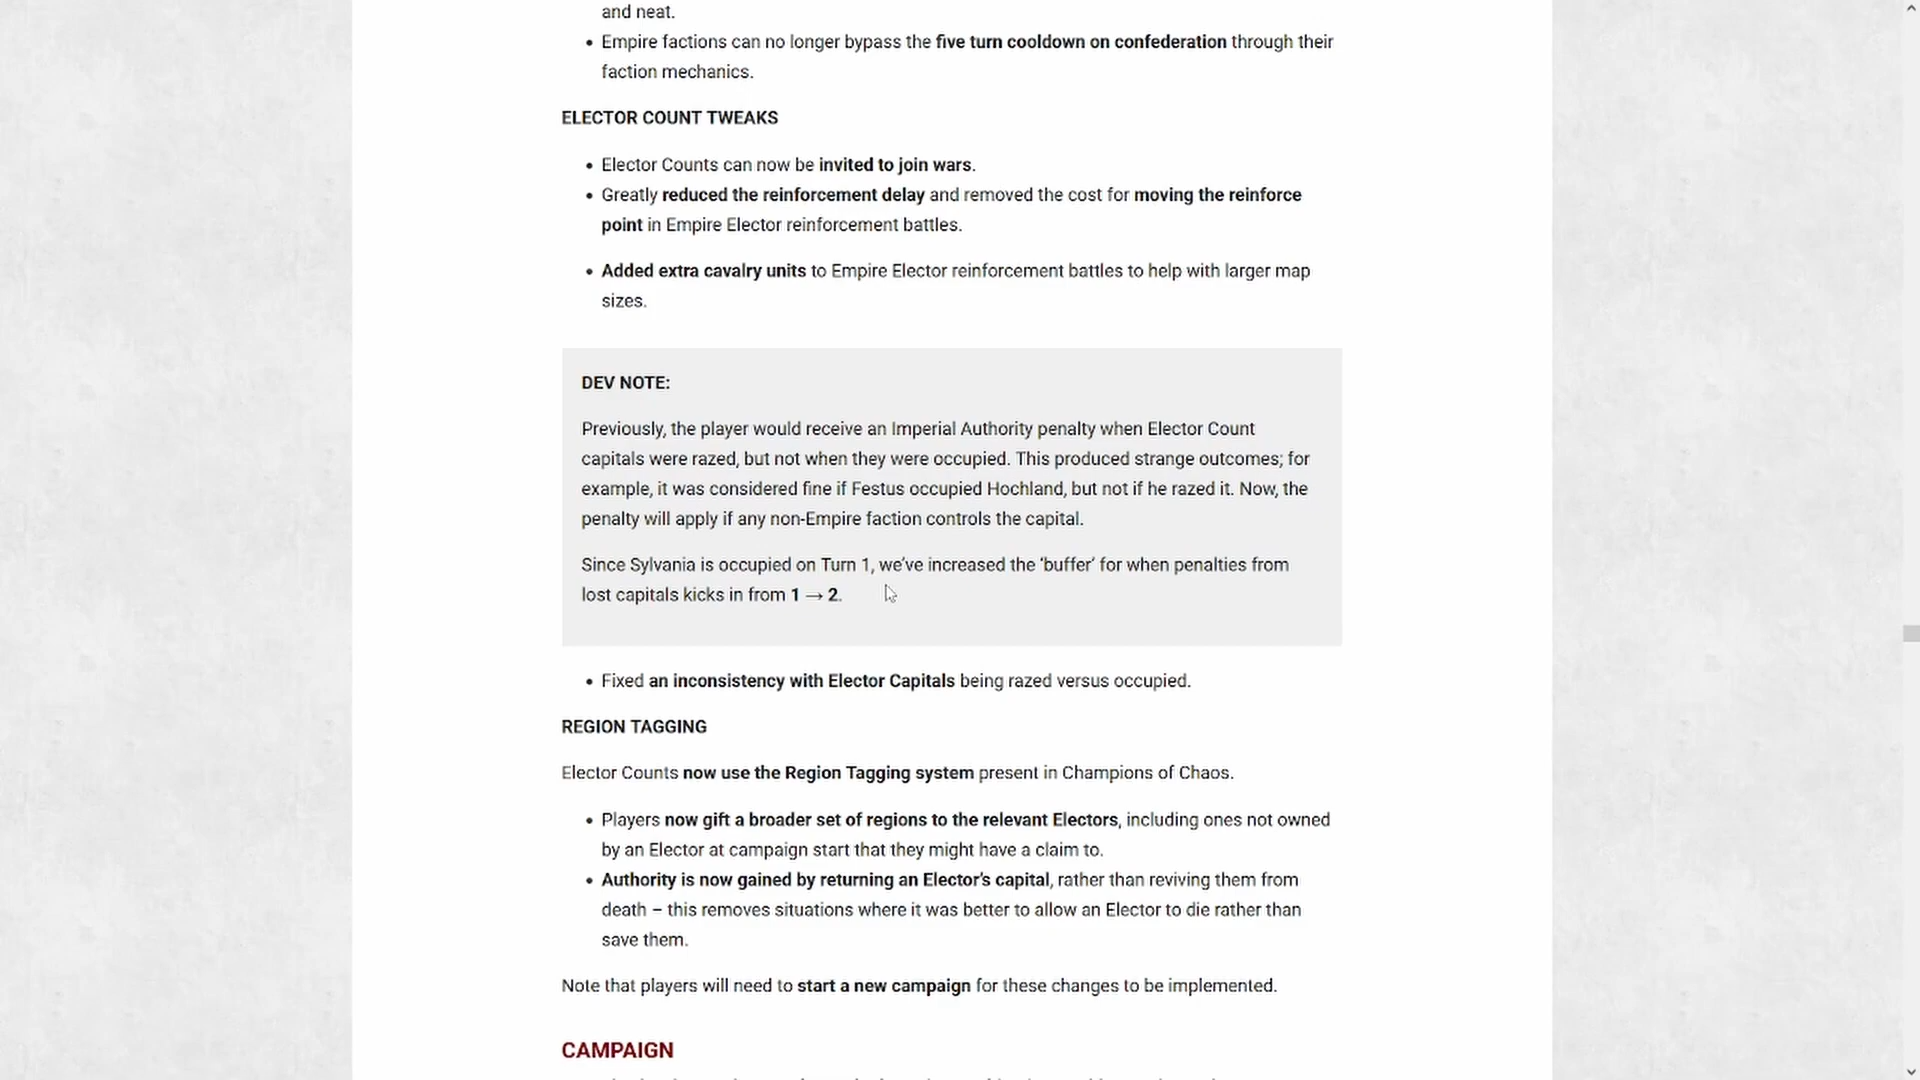 and neat.
• Empire factions can no longer bypass the five turn cooldown on confederation through their
faction mechanics.
ELECTOR COUNT TWEAKS
• Elector Counts can now be invited to join wars.
• Greatly reduced the reinforcement delay and removed the cost for moving the reinforce
point in Empire Elector reinforcement battles.
• Added extra cavalry units to Empire Elector reinforcement battles to help with larger map
sizes.
DEV NOTE:
Previously, the player would receive an Imperial Authority penalty when Elector Count
capitals were razed, but not when they were occupied. This produced strange outcomes; for
example, it was considered fine if Festus occupied Hochland, but not if he razed it. Now, the
penalty will apply if any non-Empire faction controls the capital.
Since Sylvania is occupied on Turn 1, we’ve increased the ‘buffer’ for when penalties from
lost capitals kicks in from 1 → 2.
• Fixed an inconsistency with Elector Capitals being razed versus occupied.
REGION TAGGING
Elector Counts now use the Region Tagging system present in Champions of Chaos.
• Players now gift a broader set of regions to the relevant Electors, including ones not owned
by an Elector at campaign start that they might have a claim to.
• Authority is now gained by returning an Elector’s capital, rather than reviving them from
death – this removes situations where it was better to allow an Elector to die rather than
save them.
Note that players will need to start a new campaign for these changes to be implemented.
CAMPAIGN